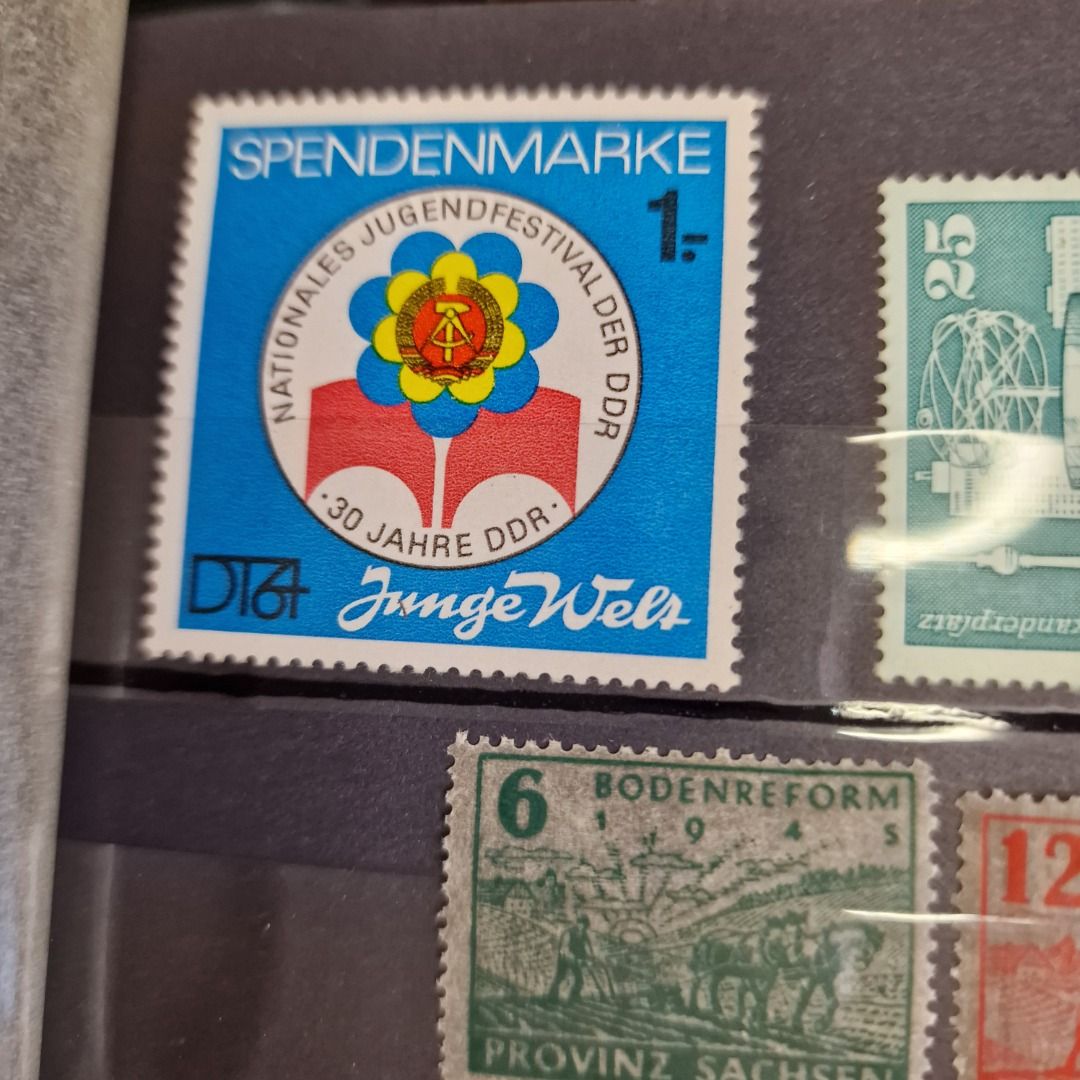 SPENDENMARKE
1.-
NATIONALES JUGENDFESTIVAL DER DDR
· 30 JAHRE DDR ·
DT64
Junge Welt
25
6
BODENREFORM
1945
PROVINZ SACHSEN
12